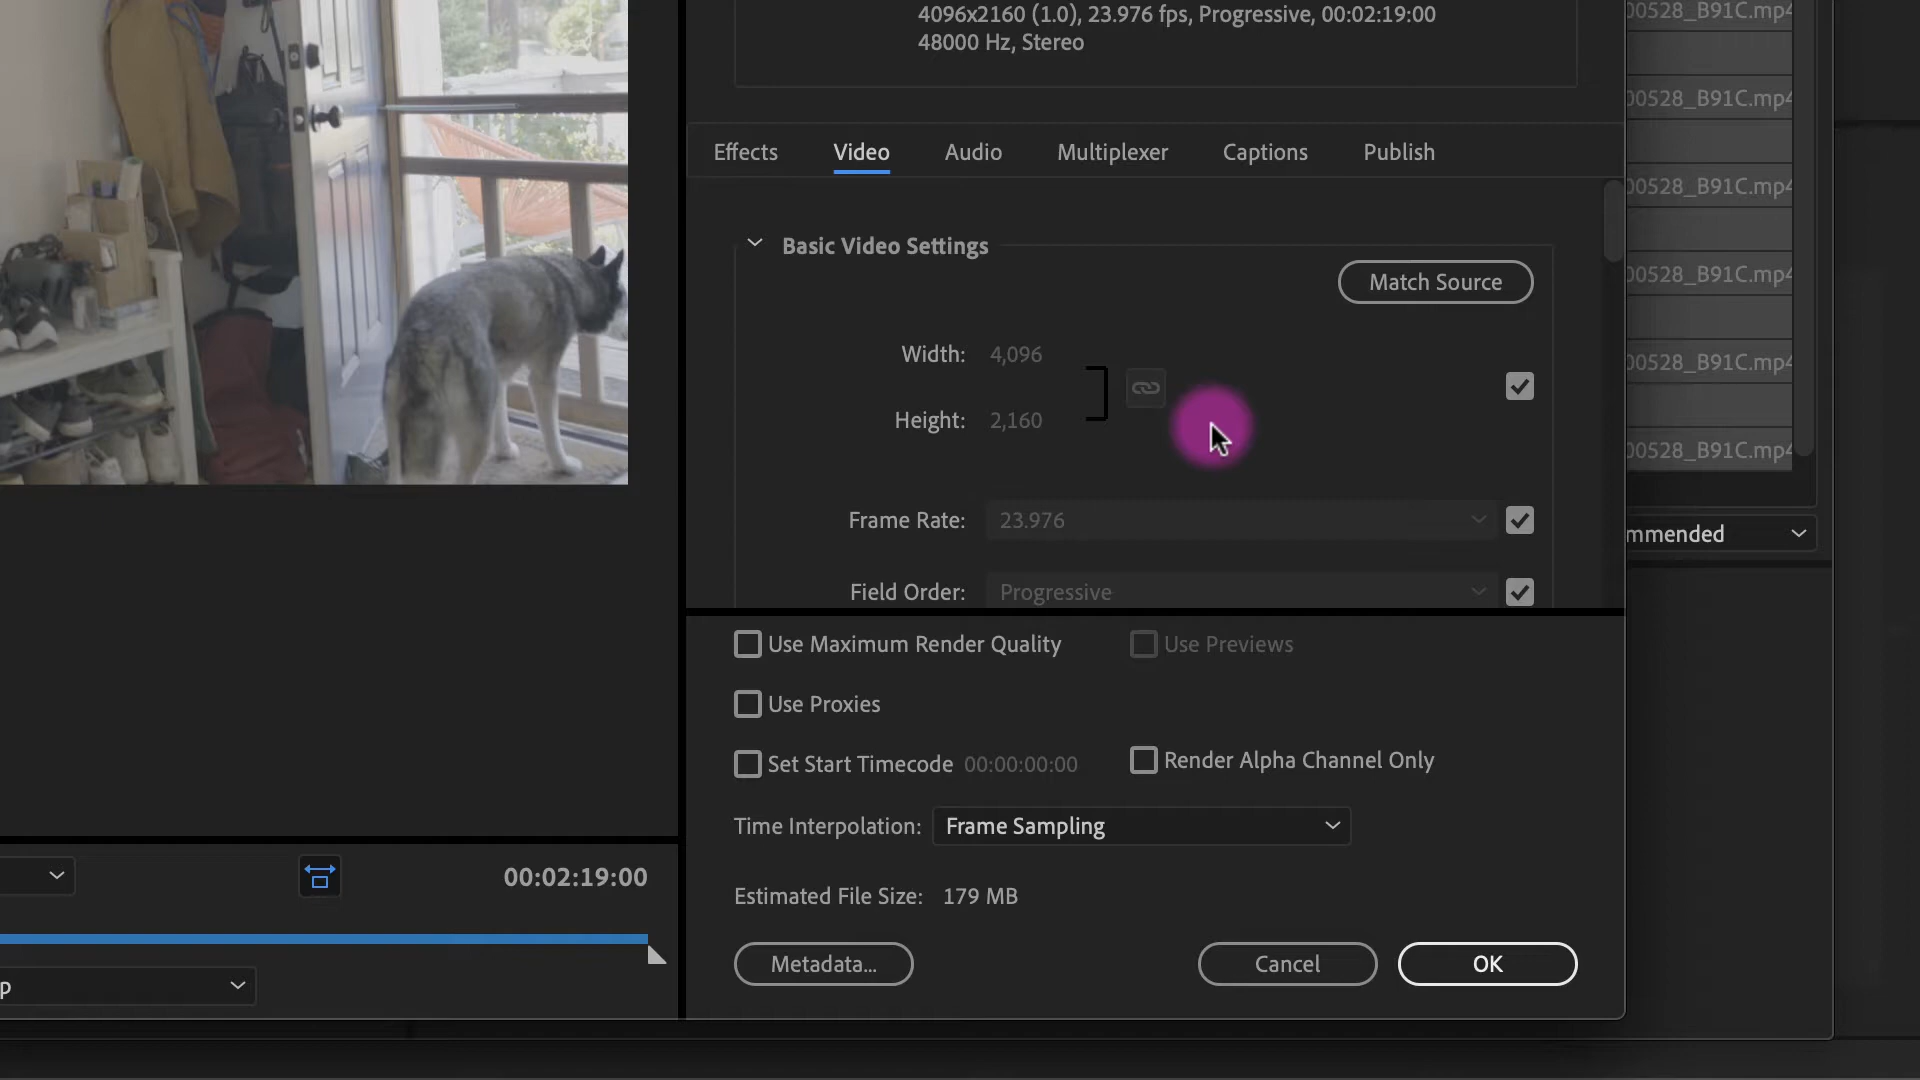 4096x2160 (1.0), 23.976 fps, Progressive, 00:02:19:00
48000 Hz, Stereo
00528_B91C.mp4
00528_B91C.mp4
00528_B91C.mp4
00528_B91C.mp4
00528_B91C.mp4
00528_B91C.mp4
Effects Video Audio Multiplexer Captions Publish
Basic Video Settings
Match Source
Width: 4,096
Height: 2,160
Frame Rate: 23.976
mmended
Field Order: Progressive
Use Maximum Render Quality Use Previews
Use Proxies
Set Start Timecode 00:00:00:00 Render Alpha Channel Only
Time Interpolation: Frame Sampling
00:02:19:00
Estimated File Size: 179 MB
Metadata... Cancel OK
p